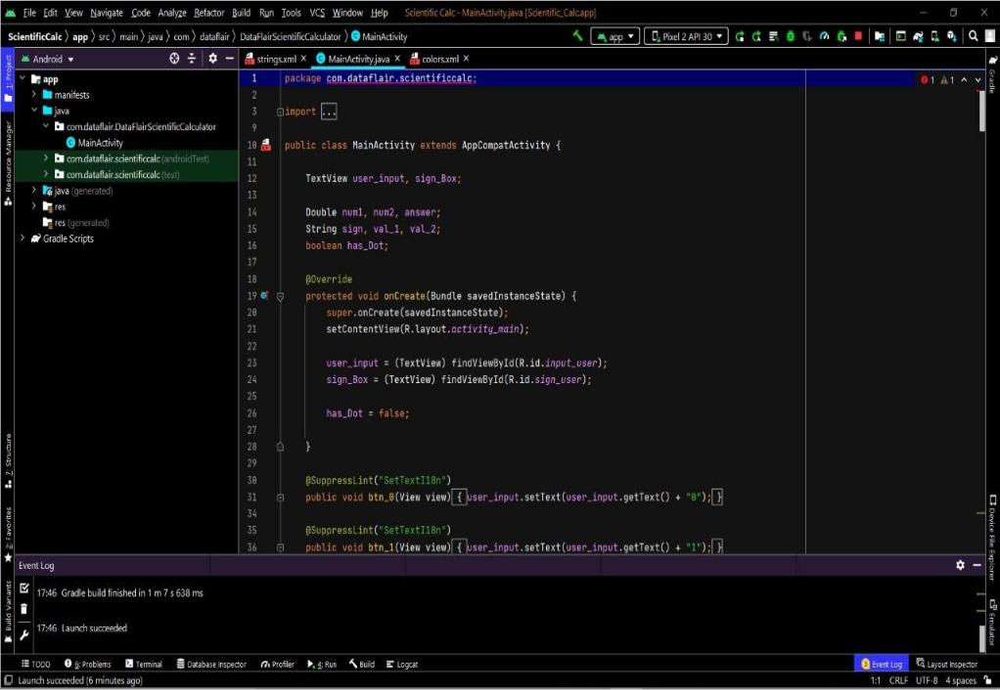 File Edit View Navigate Code Analyze Refactor Build Run Tools VCS Window Help Scientific Calc - MainActivity.java [Scientific_Calc.app]
ScientificCalc app src main java com dataflair DataFlairScientificCalculator MainActivity app Pixel 2 API 30
1: Project
Resource Manager
7: Structure
2: Favorites
Build Variants
Android
app
manifests
java
com.dataflair.DataFlairScientificCalculator
MainActivity
com.dataflair.scientificcalc (androidTest)
com.dataflair.scientificcalc (test)
java (generated)
res
res (generated)
Gradle Scripts
strings.xml MainActivity.java colors.xml
1 package com.dataflair.scientificcalc; 1 1
2
3 import ...
9
10 public class MainActivity extends AppCompatActivity {
11
12 TextView user_input, sign_Box;
13
14 Double num1, num2, answer;
15 String sign, val_1, val_2;
16 boolean has_Dot;
17
18 @Override
19 protected void onCreate(Bundle savedInstanceState) {
20 super.onCreate(savedInstanceState);
21 setContentView(R.layout.activity_main);
22
23 user_input = (TextView) findViewById(R.id.input_user);
24 sign_Box = (TextView) findViewById(R.id.sign_user);
25
26 has_Dot = false;
27
28 }
29
30 @SuppressLint("SetTextI18n")
31 public void btn_0(View view) { user_input.setText(user_input.getText() + "0"); }
34
35 @SuppressLint("SetTextI18n")
36 public void btn_1(View view) { user_input.setText(user_input.getText() + "1"); }
Gradle
Device File Explorer
Emulator
Event Log
17:46 Gradle build finished in 1 m 7 s 638 ms
17:46 Launch succeeded
TODO 6: Problems Terminal Database Inspector Profiler 4: Run Build Logcat 2 Event Log Layout Inspector
Launch succeeded (6 minutes ago) 1:1 CRLF UTF-8 4 spaces